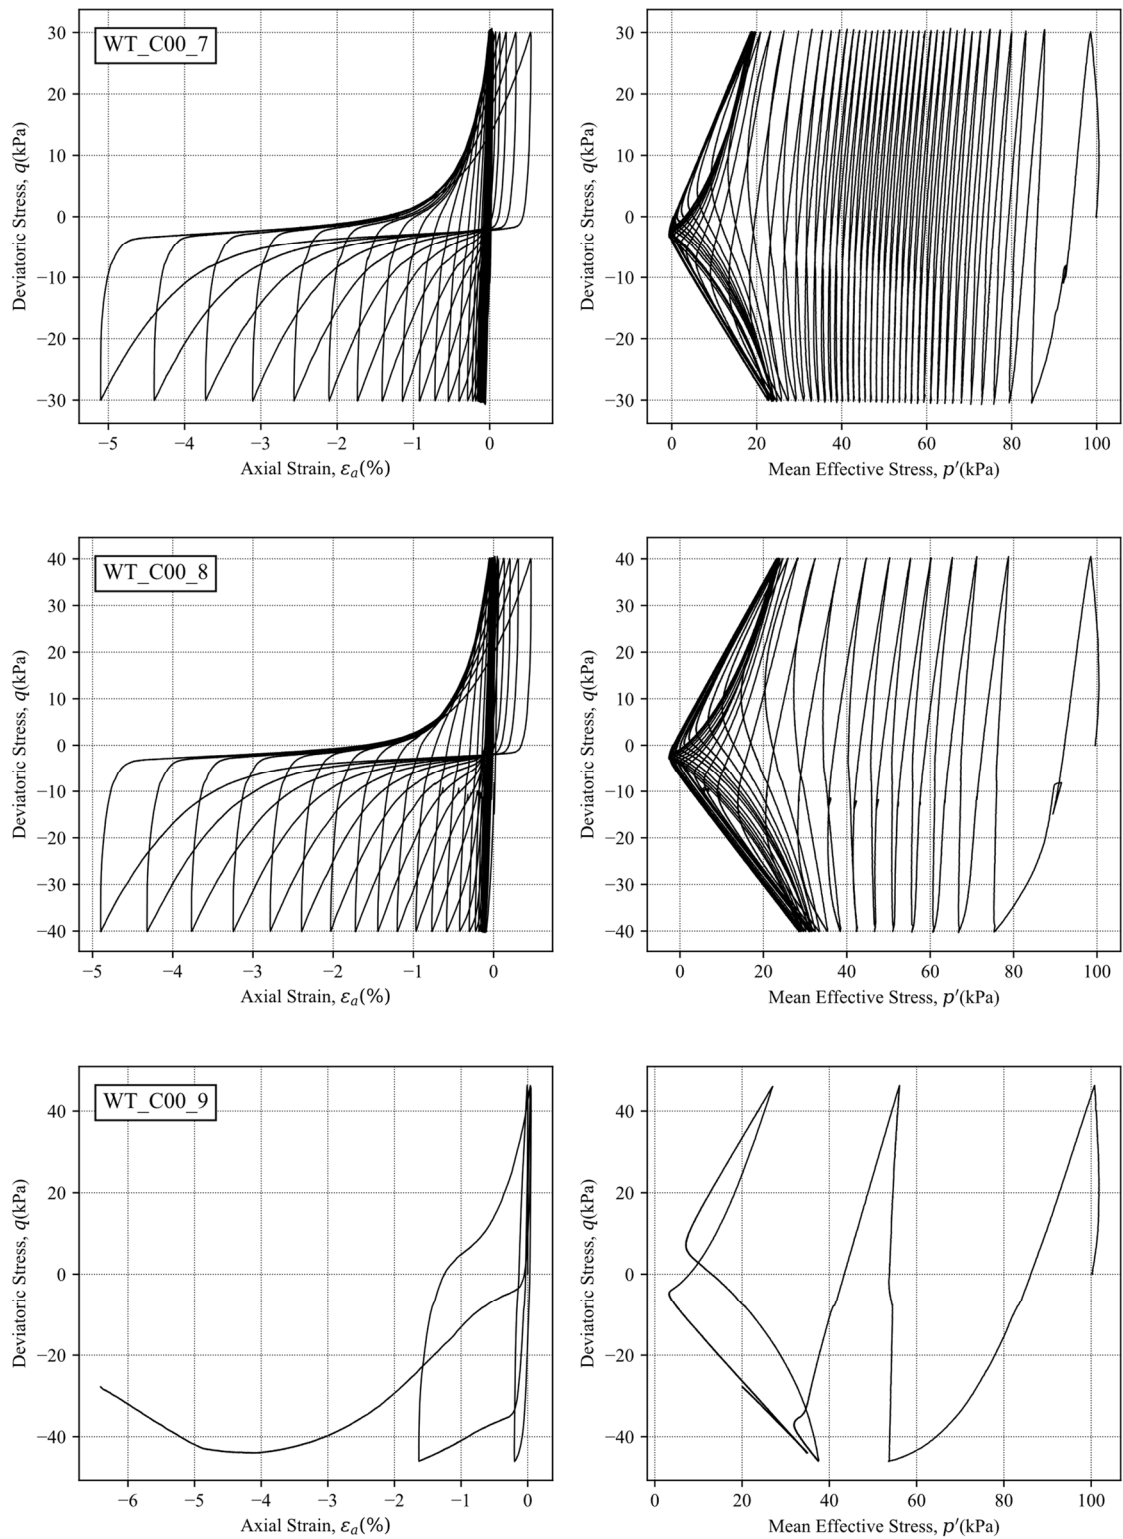 WT_C00_7
30
20
10
0
−10
−20
−30
Deviatoric Stress, q(kPa)
−5 −4 −3 −2 −1 0
Axial Strain, εa(%)
30
20
10
0
−10
−20
−30
Deviatoric Stress, q(kPa)
0 20 40 60 80 100
Mean Effective Stress, p′(kPa)
WT_C00_8
40
30
20
10
0
−10
−20
−30
−40
Deviatoric Stress, q(kPa)
−5 −4 −3 −2 −1 0
Axial Strain, εa(%)
40
30
20
10
0
−10
−20
−30
−40
Deviatoric Stress, q(kPa)
0 20 40 60 80 100
Mean Effective Stress, p′(kPa)
WT_C00_9
40
20
0
−20
−40
Deviatoric Stress, q(kPa)
−6 −5 −4 −3 −2 −1 0
Axial Strain, εa(%)
40
20
0
−20
−40
Deviatoric Stress, q(kPa)
0 20 40 60 80 100
Mean Effective Stress, p′(kPa)